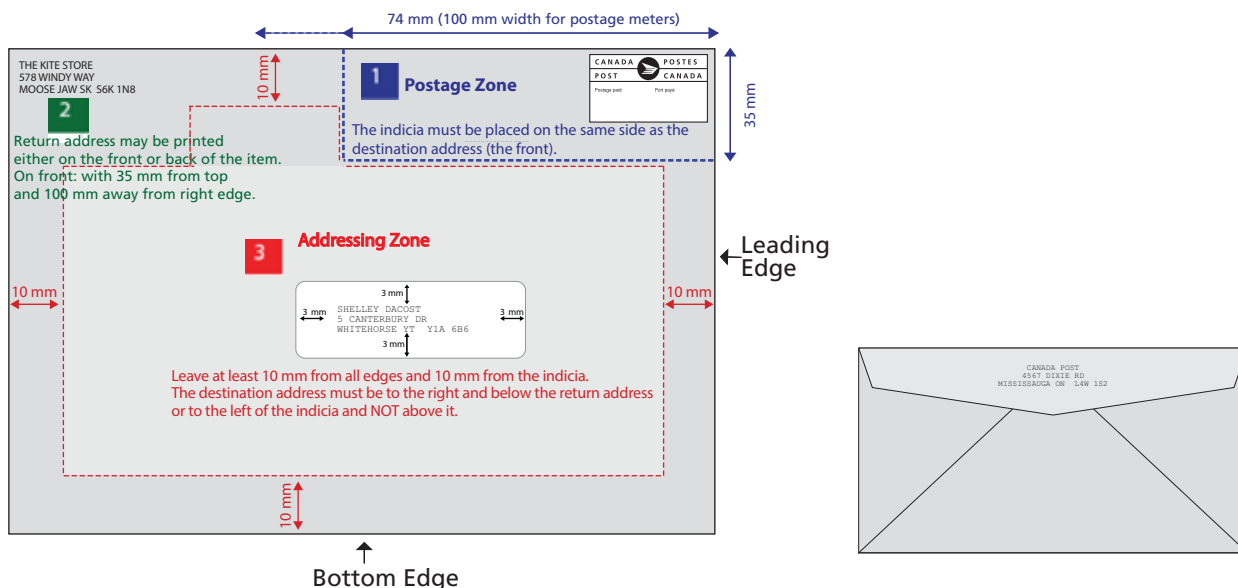 74 mm (100 mm width for postage meters)
THE KITE STORE
578 WINDY WAY
MOOSE JAW SK  S6K 1N8
10 mm
1 Postage Zone
CANADA POSTES
POST CANADA
Postage paid Port payé
35 mm
2
The indicia must be placed on the same side as the
destination address (the front).
Return address may be printed
either on the front or back of the item.
On front: with 35 mm from top
and 100 mm away from right edge.
3 Addressing Zone
Leading
Edge
10 mm
10 mm
3 mm
3 mm
3 mm
SHELLEY DACOST
5 CANTERBURY DR
WHITEHORSE YT  Y1A 6B6
3 mm
Leave at least 10 mm from all edges and 10 mm from the indicia.
The destination address must be to the right and below the return address
or to the left of the indicia and NOT above it.
10 mm
Bottom Edge
CANADA POST
4567 DIXIE RD
MISSISSAUGA ON  L4W 1S2